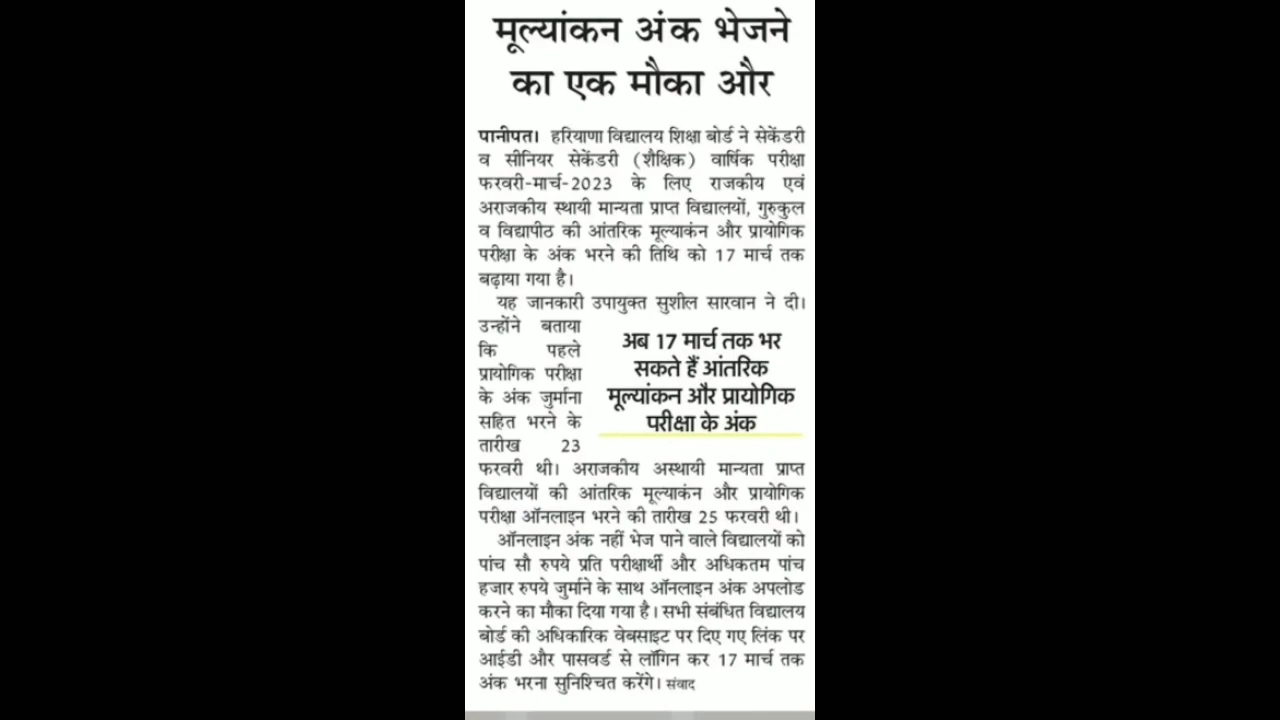 मूल्यांकन अंक भेजने
का एक मौका और
पानीपत। हरियाणा विद्यालय शिक्षा बोर्ड ने सेकेंडरी
व सीनियर सेकेंडरी (शैक्षिक) वार्षिक परीक्षा
फरवरी-मार्च-2023 के लिए राजकीय एवं
अराजकीय स्थायी मान्यता प्राप्त विद्यालयों, गुरुकुल
व विद्यापीठ की आंतरिक मूल्याकंन और प्रायोगिक
परीक्षा के अंक भरने की तिथि को 17 मार्च तक
बढ़ाया गया है।
यह जानकारी उपायुक्त सुशील सारवान ने दी।
उन्होंने बताया
कि पहले
प्रायोगिक परीक्षा
के अंक जुर्माना
सहित भरने के
तारीख 23
अब 17 मार्च तक भर
सकते हैं आंतरिक
मूल्यांकन और प्रायोगिक
परीक्षा के अंक
फरवरी थी। अराजकीय अस्थायी मान्यता प्राप्त
विद्यालयों की आंतरिक मूल्याकंन और प्रायोगिक
परीक्षा ऑनलाइन भरने की तारीख 25 फरवरी थी।
ऑनलाइन अंक नहीं भेज पाने वाले विद्यालयों को
पांच सौ रुपये प्रति परीक्षार्थी और अधिकतम पांच
हजार रुपये जुर्माने के साथ ऑनलाइन अंक अपलोड
करने का मौका दिया गया है। सभी संबंधित विद्यालय
बोर्ड की अधिकारिक वेबसाइट पर दिए गए लिंक पर
आईडी और पासवर्ड से लॉगिन कर 17 मार्च तक
अंक भरना सुनिश्चित करेंगे। संवाद